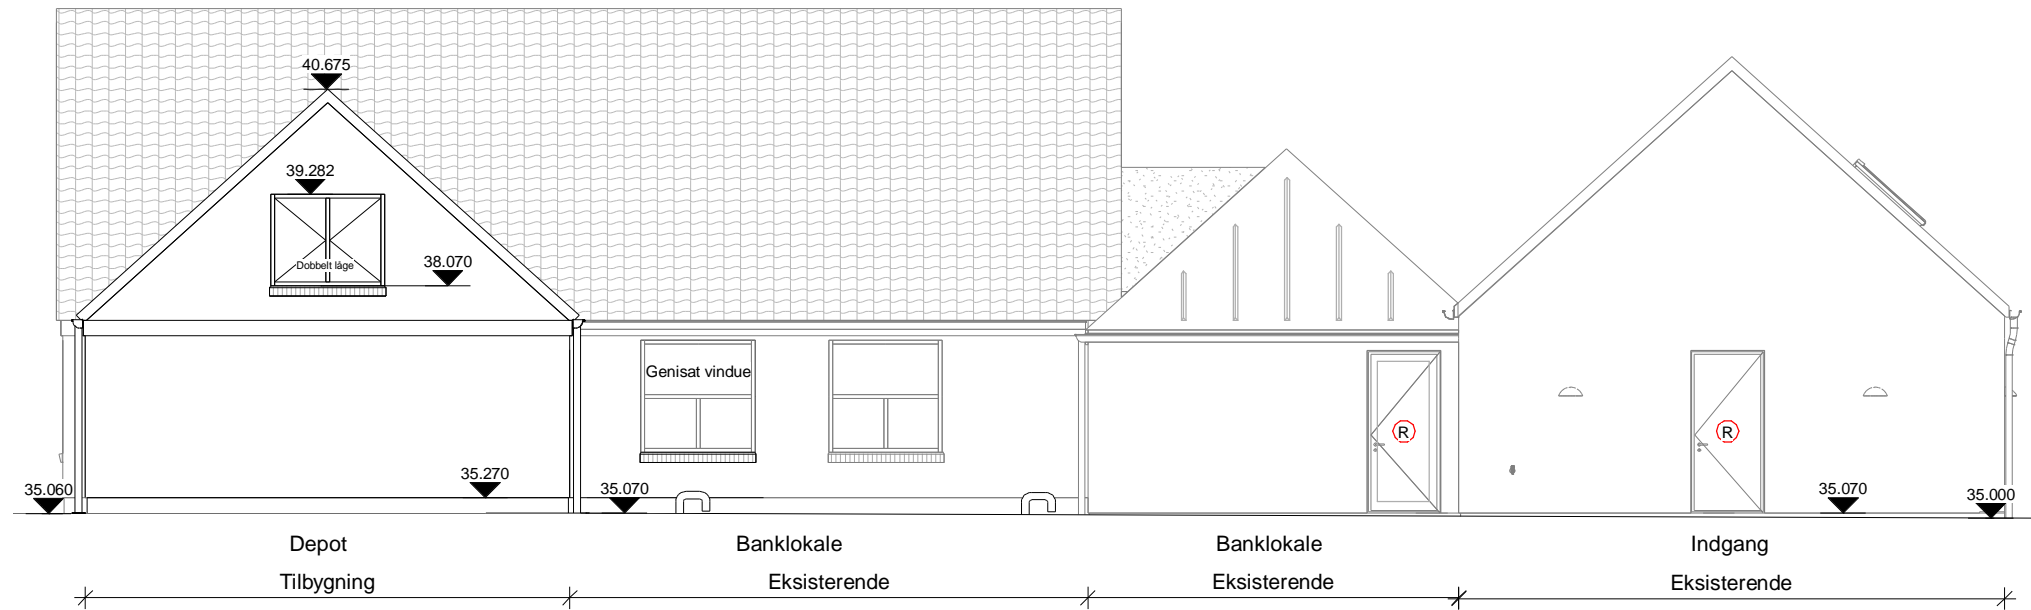 40.675
39.282
Dobbelt låge
38.070
Genisat vindue
R
R
35.060
35.270
35.070
35.070
35.000
Depot
Banklokale
Banklokale
Indgang
Tilbygning
Eksisterende
Eksisterende
Eksisterende